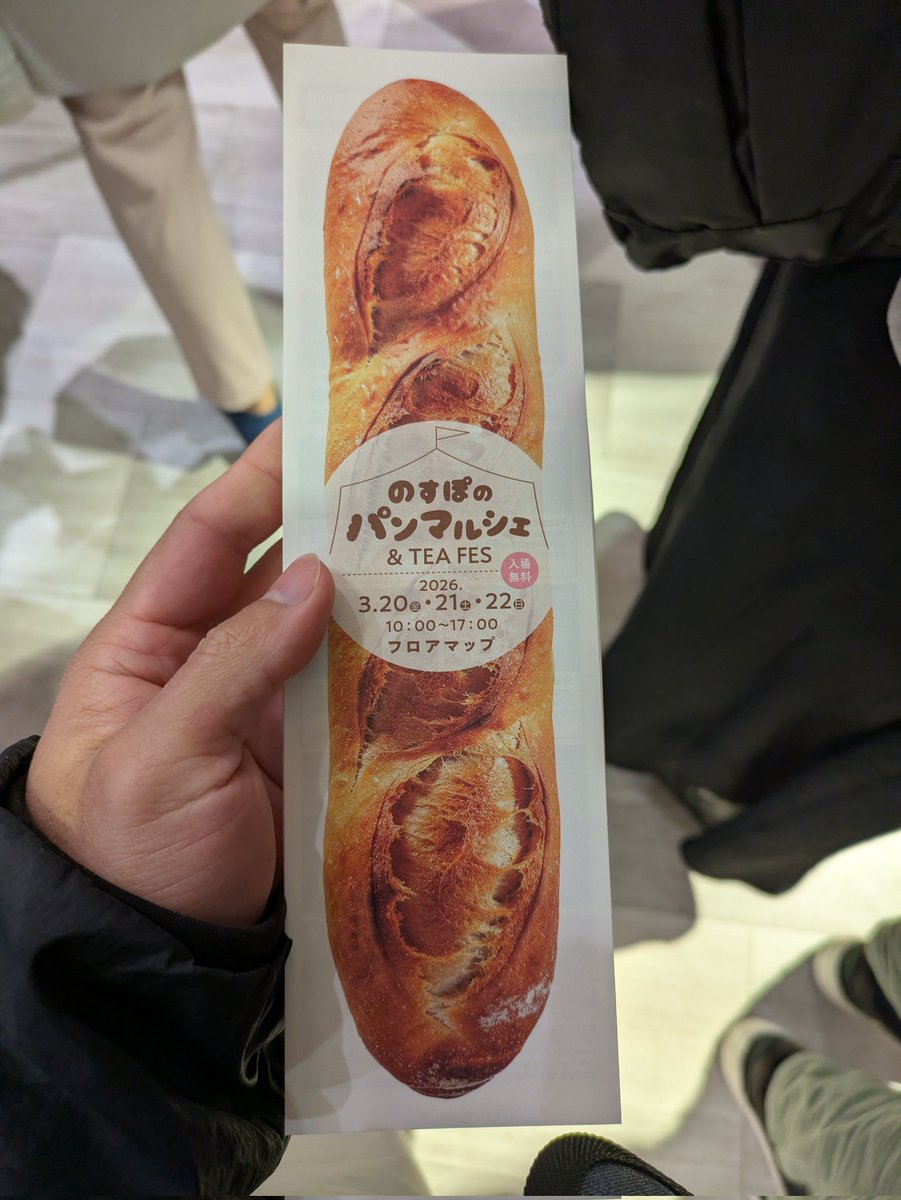 のすぽの
パンマルシェ
& TEA FES
入場
無料
2026.
3.20㊎・21㊏・22㊐
10:00~17:00
フロアマップ